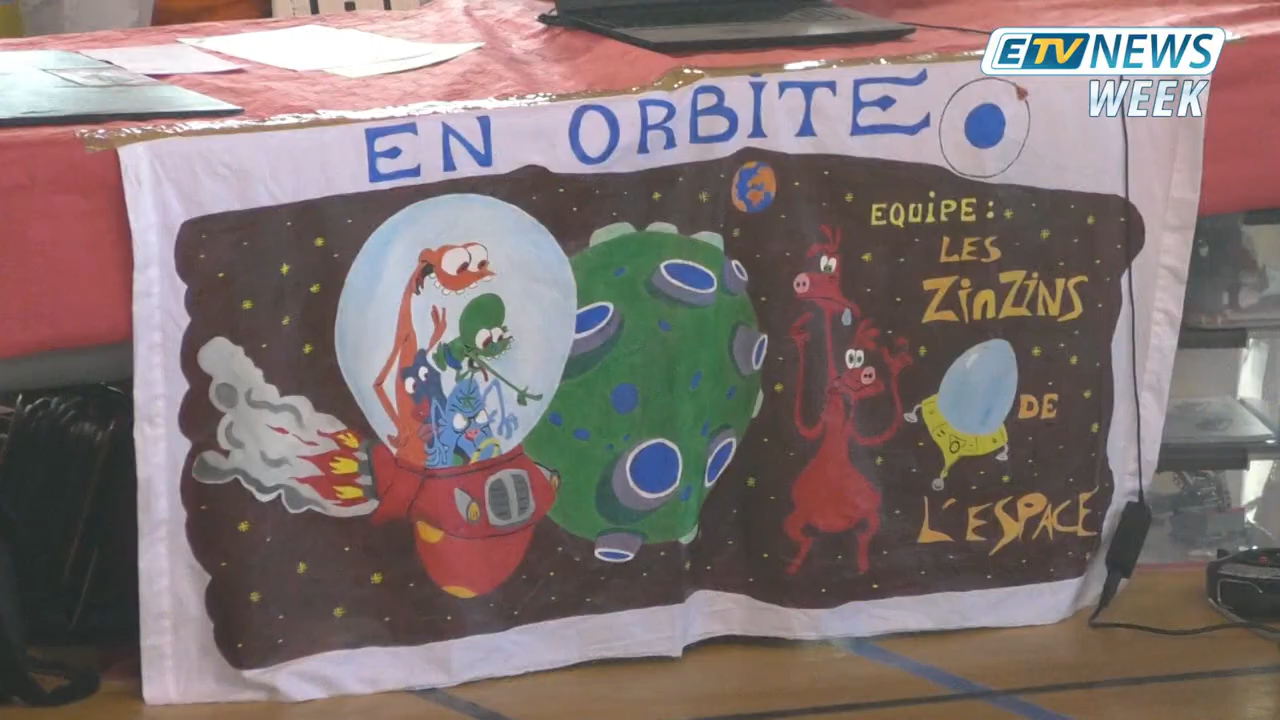 ETV NEWS
WEEK
EN ORBITE
EQUIPE:
LES
ZinZiNS
DE
L'ESPACE